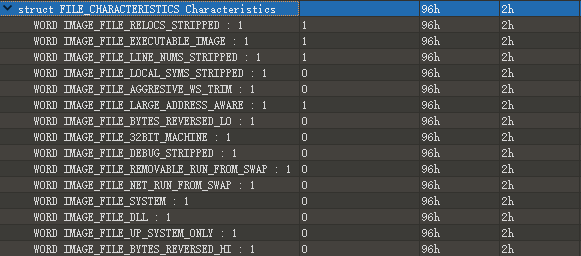 struct FILE_CHARACTERISTICS Characteristics 96h 2h
WORD IMAGE_FILE_RELOCS_STRIPPED : 1 1 96h 2h
WORD IMAGE_FILE_EXECUTABLE_IMAGE : 1 1 96h 2h
WORD IMAGE_FILE_LINE_NUMS_STRIPPED : 1 1 96h 2h
WORD IMAGE_FILE_LOCAL_SYMS_STRIPPED : 1 0 96h 2h
WORD IMAGE_FILE_AGGRESIVE_WS_TRIM : 1 0 96h 2h
WORD IMAGE_FILE_LARGE_ADDRESS_AWARE : 1 1 96h 2h
WORD IMAGE_FILE_BYTES_REVERSED_LO : 1 0 96h 2h
WORD IMAGE_FILE_32BIT_MACHINE : 1 0 96h 2h
WORD IMAGE_FILE_DEBUG_STRIPPED : 1 0 96h 2h
WORD IMAGE_FILE_REMOVABLE_RUN_FROM_SWAP : 1 0 96h 2h
WORD IMAGE_FILE_NET_RUN_FROM_SWAP : 1 0 96h 2h
WORD IMAGE_FILE_SYSTEM : 1 0 96h 2h
WORD IMAGE_FILE_DLL : 1 0 96h 2h
WORD IMAGE_FILE_UP_SYSTEM_ONLY : 1 0 96h 2h
WORD IMAGE_FILE_BYTES_REVERSED_HI : 1 0 96h 2h